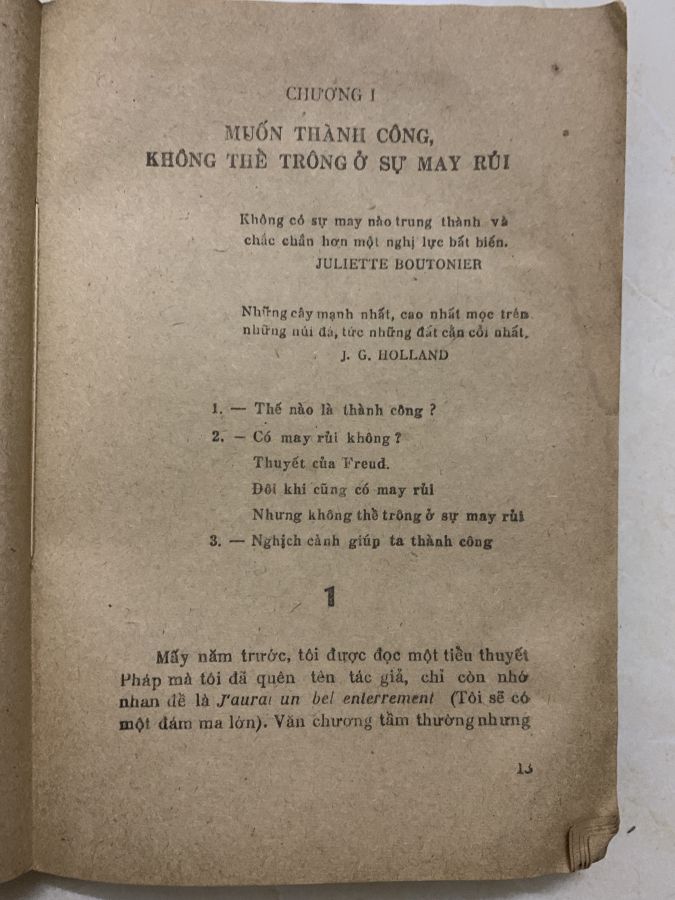 CHƯƠNG I
MUỐN THÀNH CÔNG,
KHÔNG THỂ TRÔNG Ở SỰ MAY RỦI
Không có sự may nào trung thành và
chắc chắn hơn một nghị lực bất biến.
JULIETTE BOUTONIER
Những cây mạnh nhất, cao nhất mọc trên
những núi đá, tức những đất cằn cỗi nhất.
J. G. HOLLAND
1. — Thế nào là thành công ?
2. — Có may rủi không ?
Thuyết của Freud.
Đôi khi cũng có may rủi
Nhưng không thể trông ở sự may rủi
3. — Nghịch cảnh giúp ta thành công
1
Mấy năm trước, tôi được đọc một tiểu thuyết
Pháp mà tôi đã quên tên tác giả, chỉ còn nhớ
nhan đề là J'aurai un bel enterrement (Tôi sẽ có
một đám ma lớn). Văn chương tầm thường nhưng
13